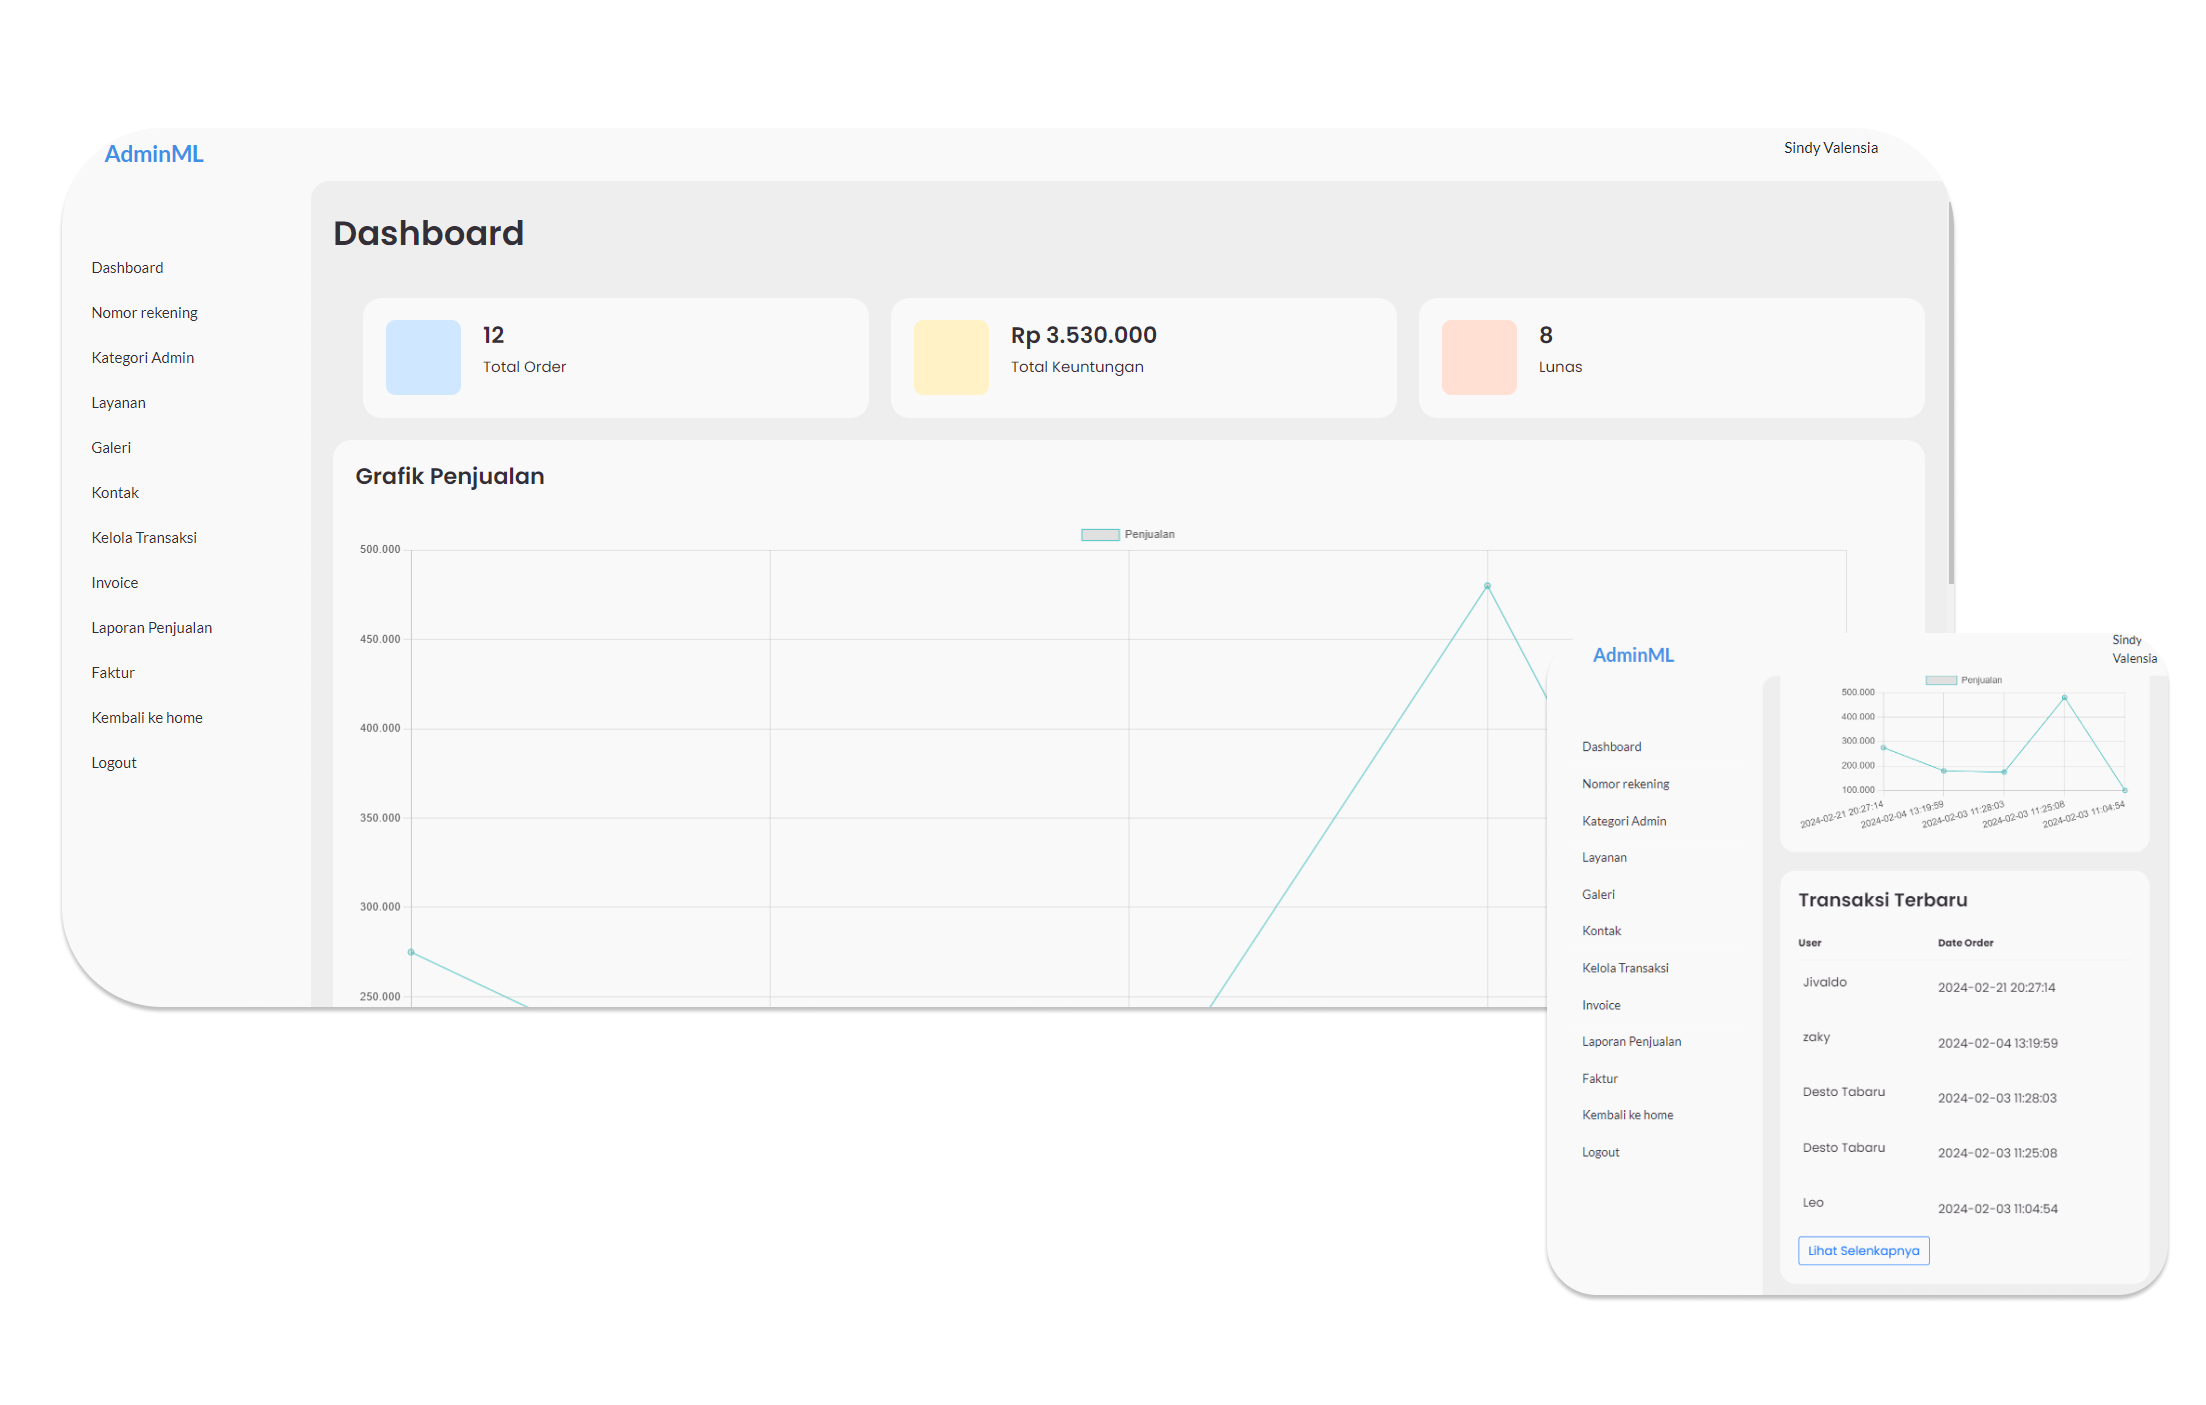 AdminML
Sindy Valensia
Dashboard
Nomor rekening
Kategori Admin
Layanan
Galeri
Kontak
Kelola Transaksi
Invoice
Laporan Penjualan
Faktur
Kembali ke home
Logout
Dashboard
12
Total Order
Rp 3.530.000
Total Keuntungan
8
Lunas
Grafik Penjualan
Penjualan
500.000
450.000
400.000
350.000
300.000
250.000
AdminML
Sindy
Valensia
Dashboard
Nomor rekening
Kategori Admin
Layanan
Galeri
Kontak
Kelola Transaksi
Invoice
Laporan Penjualan
Faktur
Kembali ke home
Logout
Penjualan
500.000
400.000
300.000
200.000
100.000
2024-02-21 20:27:14
2024-02-04 13:19:59
2024-02-03 11:28:03
2024-02-03 11:25:08
2024-02-03 11:04:54
Transaksi Terbaru
User Date Order
Jivaldo 2024-02-21 20:27:14
zaky 2024-02-04 13:19:59
Desto Tabaru 2024-02-03 11:28:03
Desto Tabaru 2024-02-03 11:25:08
Leo 2024-02-03 11:04:54
Lihat Selenkapnya